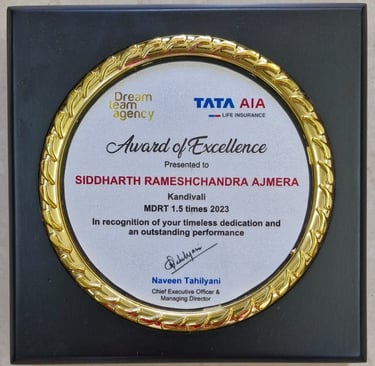 Dream
team
agency
TATA AIA
LIFE INSURANCE
Award of Excellence
Presented to
SIDDHARTH RAMESHCHANDRA AJMERA
Kandivali
MDRT 1.5 times 2023
In recognition of your timeless dedication and
an outstanding performance
Naveen Tahilyani
Chief Executive Officer &
Managing Director